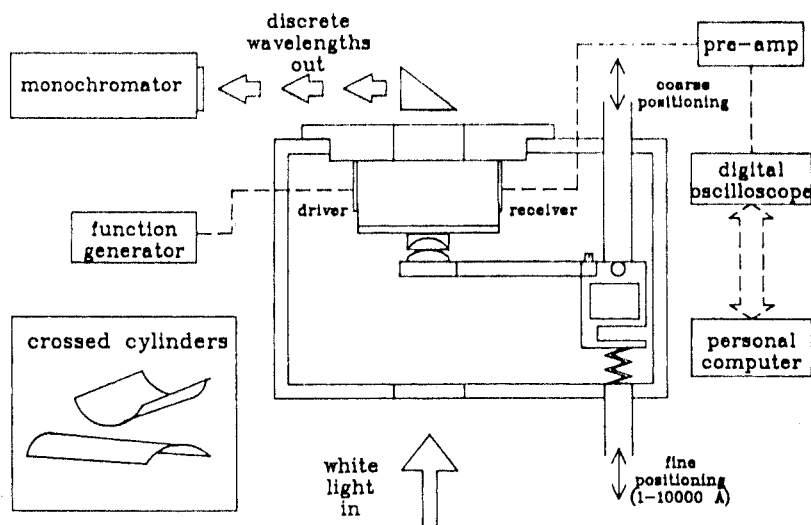 discrete
wavelengths
out
monochromator
pre-amp
coarse
positioning
digital
oscilloscope
driver
receiver
function
generator
crossed cylinders
personal
computer
white
light
in
fine
positioning
(1-10000 A)